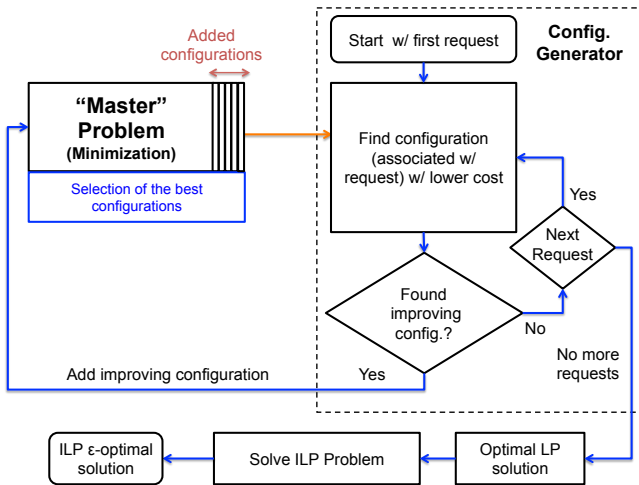 Added
configurations
Start w/ first request
Config.
Generator
“Master”
Problem
(Minimization)
Selection of the best
configurations
Find configuration
(associated w/
request) w/ lower cost
Yes
Next
Request
Found
improving
config.?
No
No more
requests
Add improving configuration
Yes
ILP ε-optimal
solution
Solve ILP Problem
Optimal LP
solution